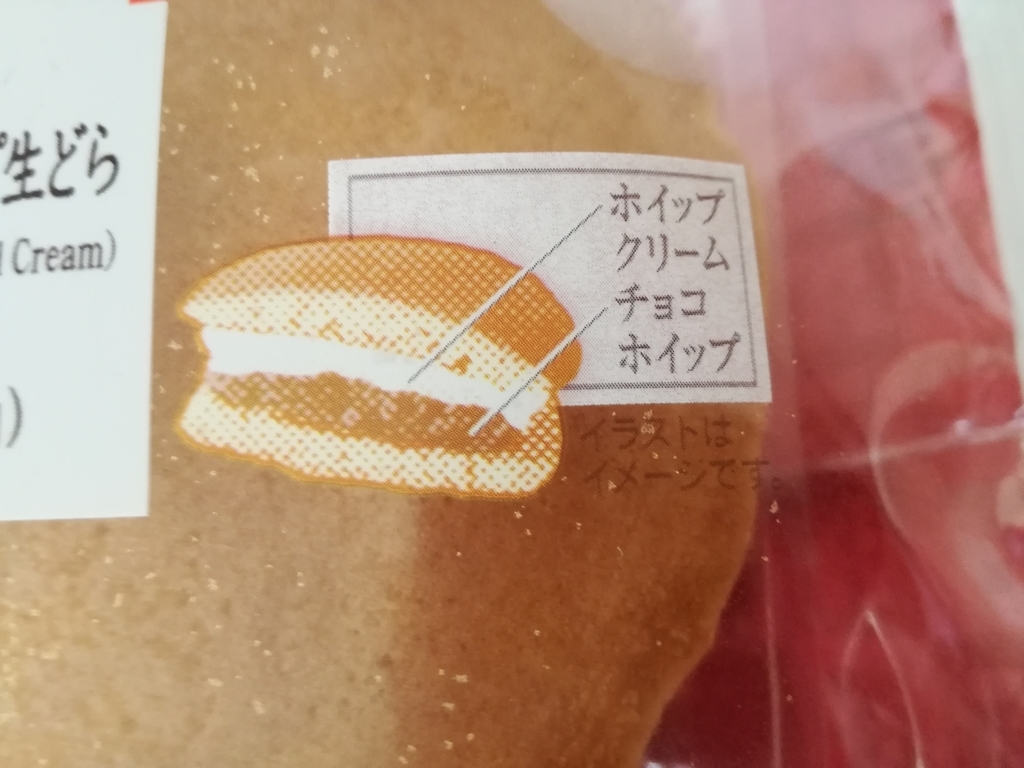 生どら
Cream)
ホイップ
クリーム
チョコ
ホイップ
イラストは
イメージです。